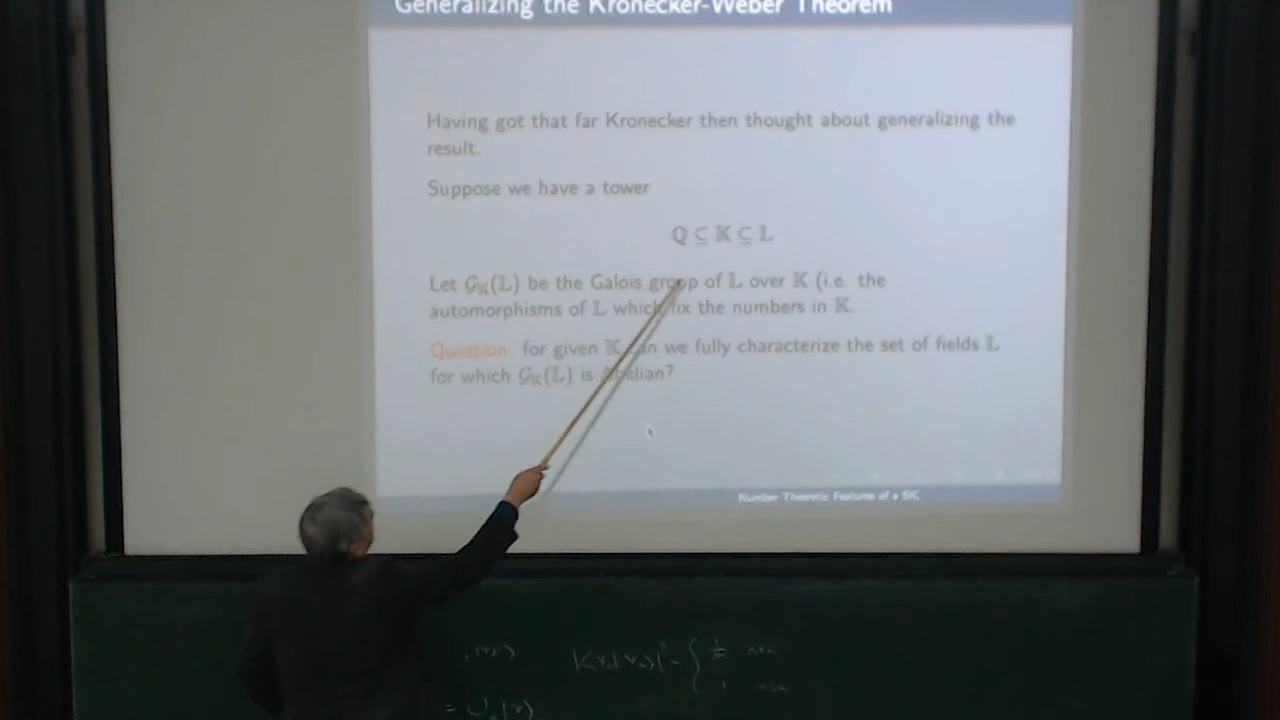 Generalizing the Kronecker-Weber Theorem
Having got that far Kronecker then thought about generalizing the
result.
Suppose we have a tower
ℚ ⊆ 𝕂 ⊆ 𝕃
Let 𝒢_𝕂(𝕃) be the Galois group of 𝕃 over 𝕂 (i.e. the
automorphisms of 𝕃 which fix the numbers in 𝕂.
Question: for given 𝕂 can we fully characterize the set of fields 𝕃
for which 𝒢_𝕂(𝕃) is Abelian?
Number Theoretic Features of a SIC